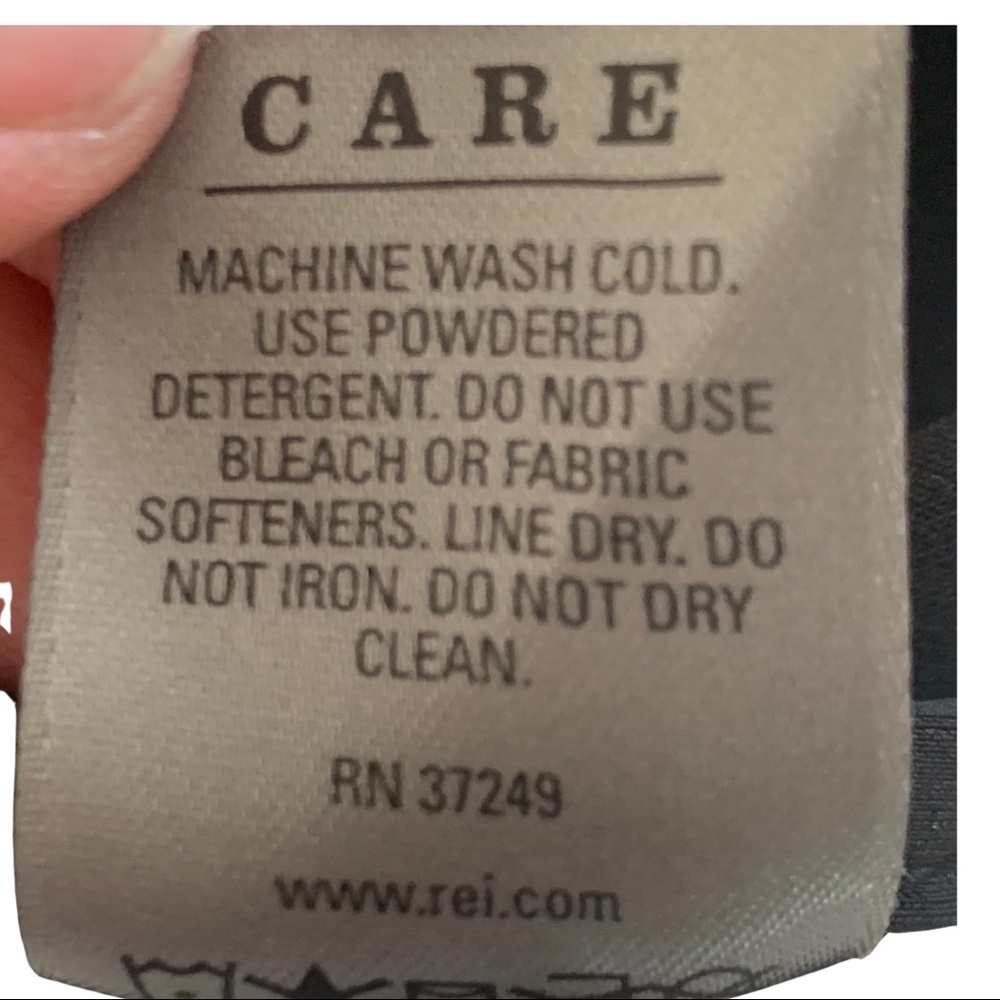 CARE
MACHINE WASH COLD.
USE POWDERED
DETERGENT. DO NOT USE
BLEACH OR FABRIC
SOFTENERS. LINE DRY. DO
NOT IRON. DO NOT DRY
CLEAN.
RN 37249
www.rei.com